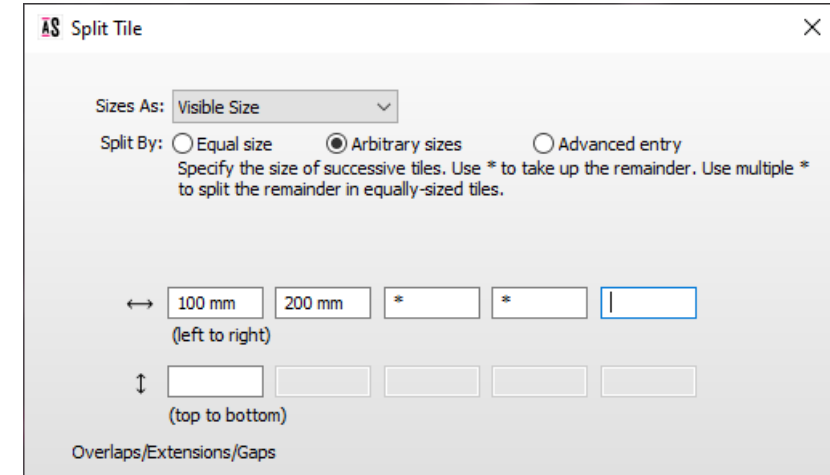 AS Split Tile
Sizes As: Visible Size
Split By: Equal size Arbitrary sizes Advanced entry
Specify the size of successive tiles. Use * to take up the remainder. Use multiple *
to split the remainder in equally-sized tiles.
100 mm 200 mm * *
(left to right)
(top to bottom)
Overlaps/Extensions/Gaps